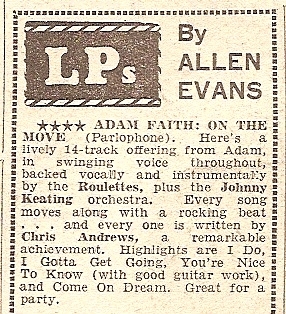 LPs
By
ALLEN
EVANS
★★★★ ADAM FAITH: ON THE
MOVE (Parlophone). Here's a
lively 14-track offering from Adam,
in swinging voice throughout,
backed vocally and instrumentally
by the Roulettes, plus the Johnny
Keating orchestra. Every song
moves along with a rocking beat
. . . and every one is written by
Chris Andrews, a remarkable
achievement. Highlights are I Do,
I Gotta Get Going, You're Nice
To Know (with good guitar work),
and Come On Dream. Great for a
party.